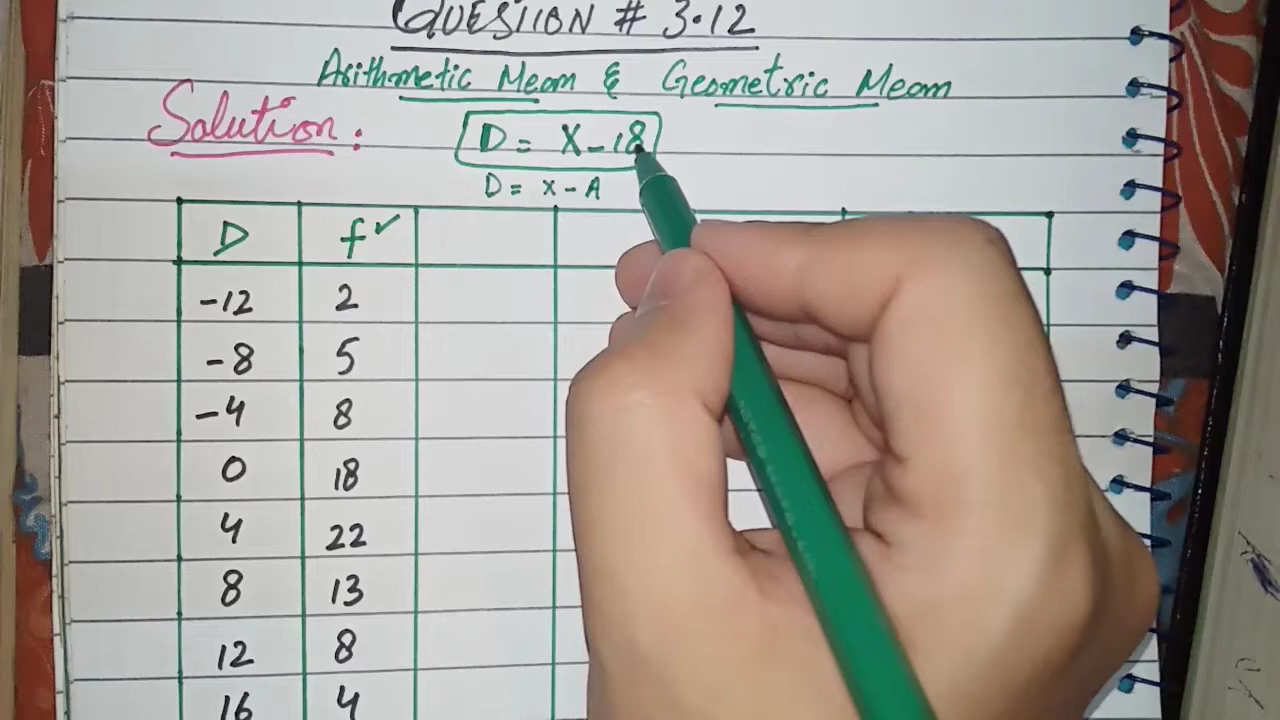 QUESTION # 3.12
Arithmetic Mean & Geometric Mean
Solution:
D = X - 18
D = x - A
D f ✓
-12 2
-8 5
-4 8
0 18
4 22
8 13
12 8
16 4